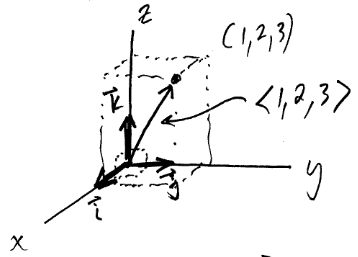 z
(1,2,3)
k⃗
<1,2,3>
i⃗
j⃗
y
x